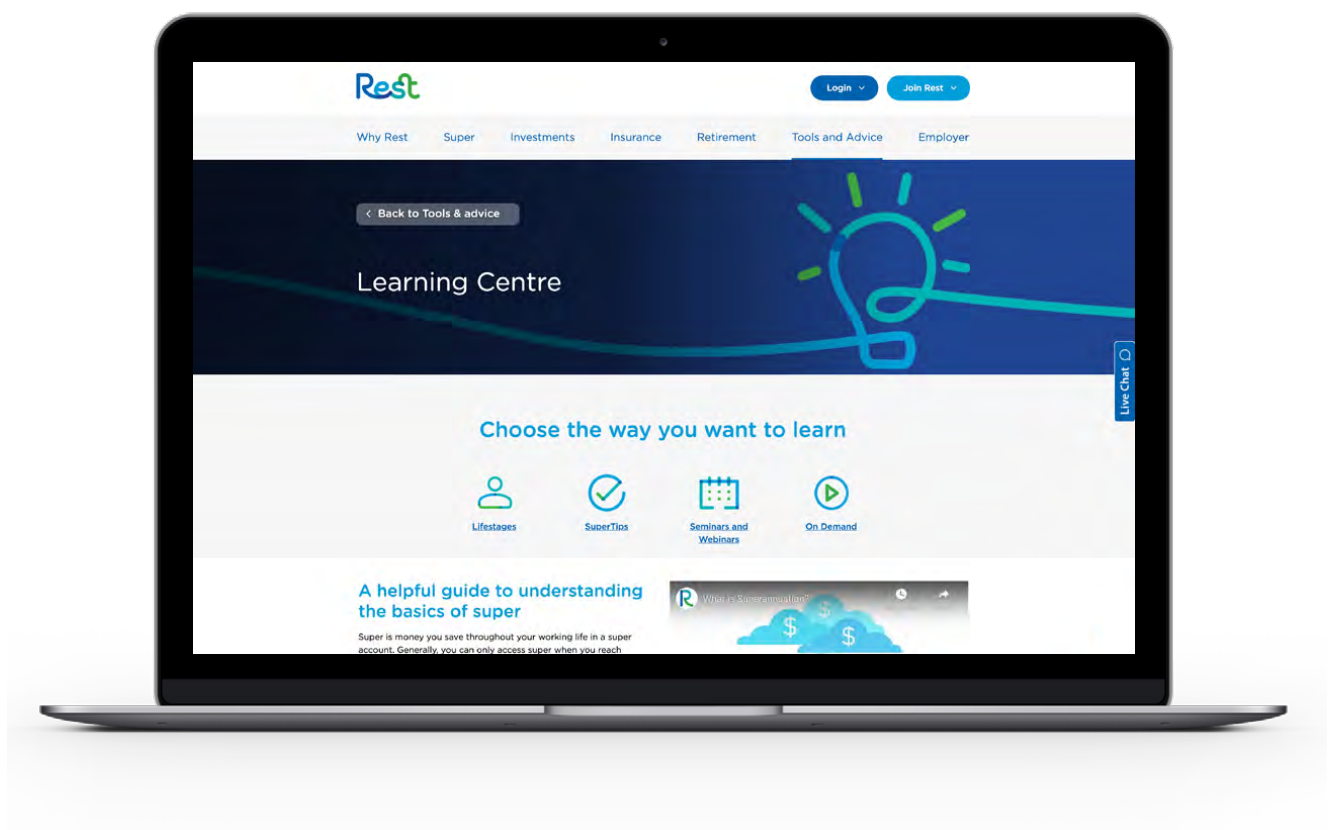 Rest
Login
Join Rest
Why Rest Super Investments Insurance Retirement Tools and Advice Employer
< Back to Tools & advice
Learning Centre
Live Chat
Choose the way you want to learn
Lifestages
SuperTips
Seminars and
Webinars
On Demand
A helpful guide to understanding
the basics of super
Super is money you save throughout your working life in a super
account. Generally, you can only access super when you reach
R What is Superannuation?
$ $ $